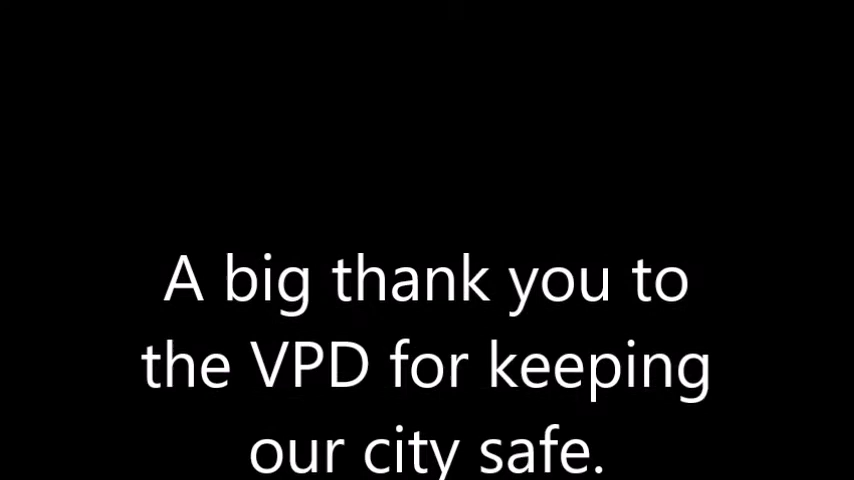 A big thank you to
the VPD for keeping
our city safe.